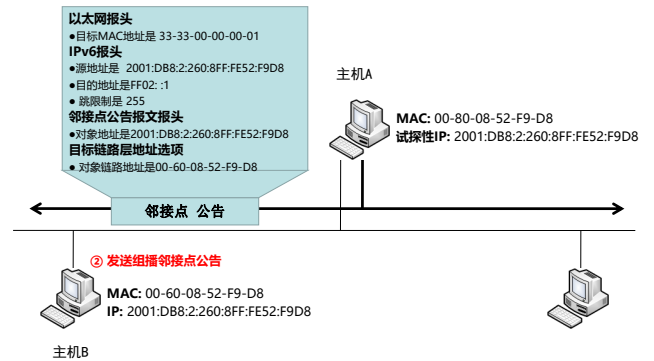 以太网报头
●目标MAC地址是 33-33-00-00-00-01
IPv6报头
●源地址是 2001:DB8:2:260:8FF:FE52:F9D8
●目的地址是FF02: :1
● 跳限制是 255
邻接点公告报文报头
●对象地址是2001:DB8:2:260:8FF:FE52:F9D8
目标链路层地址选项
● 对象链路地址是00-60-08-52-F9-D8
主机A
MAC: 00-80-08-52-F9-D8
试探性IP: 2001:DB8:2:260:8FF:FE52:F9D8
邻接点 公告
② 发送组播邻接点公告
MAC: 00-60-08-52-F9-D8
IP: 2001:DB8:2:260:8FF:FE52:F9D8
主机B